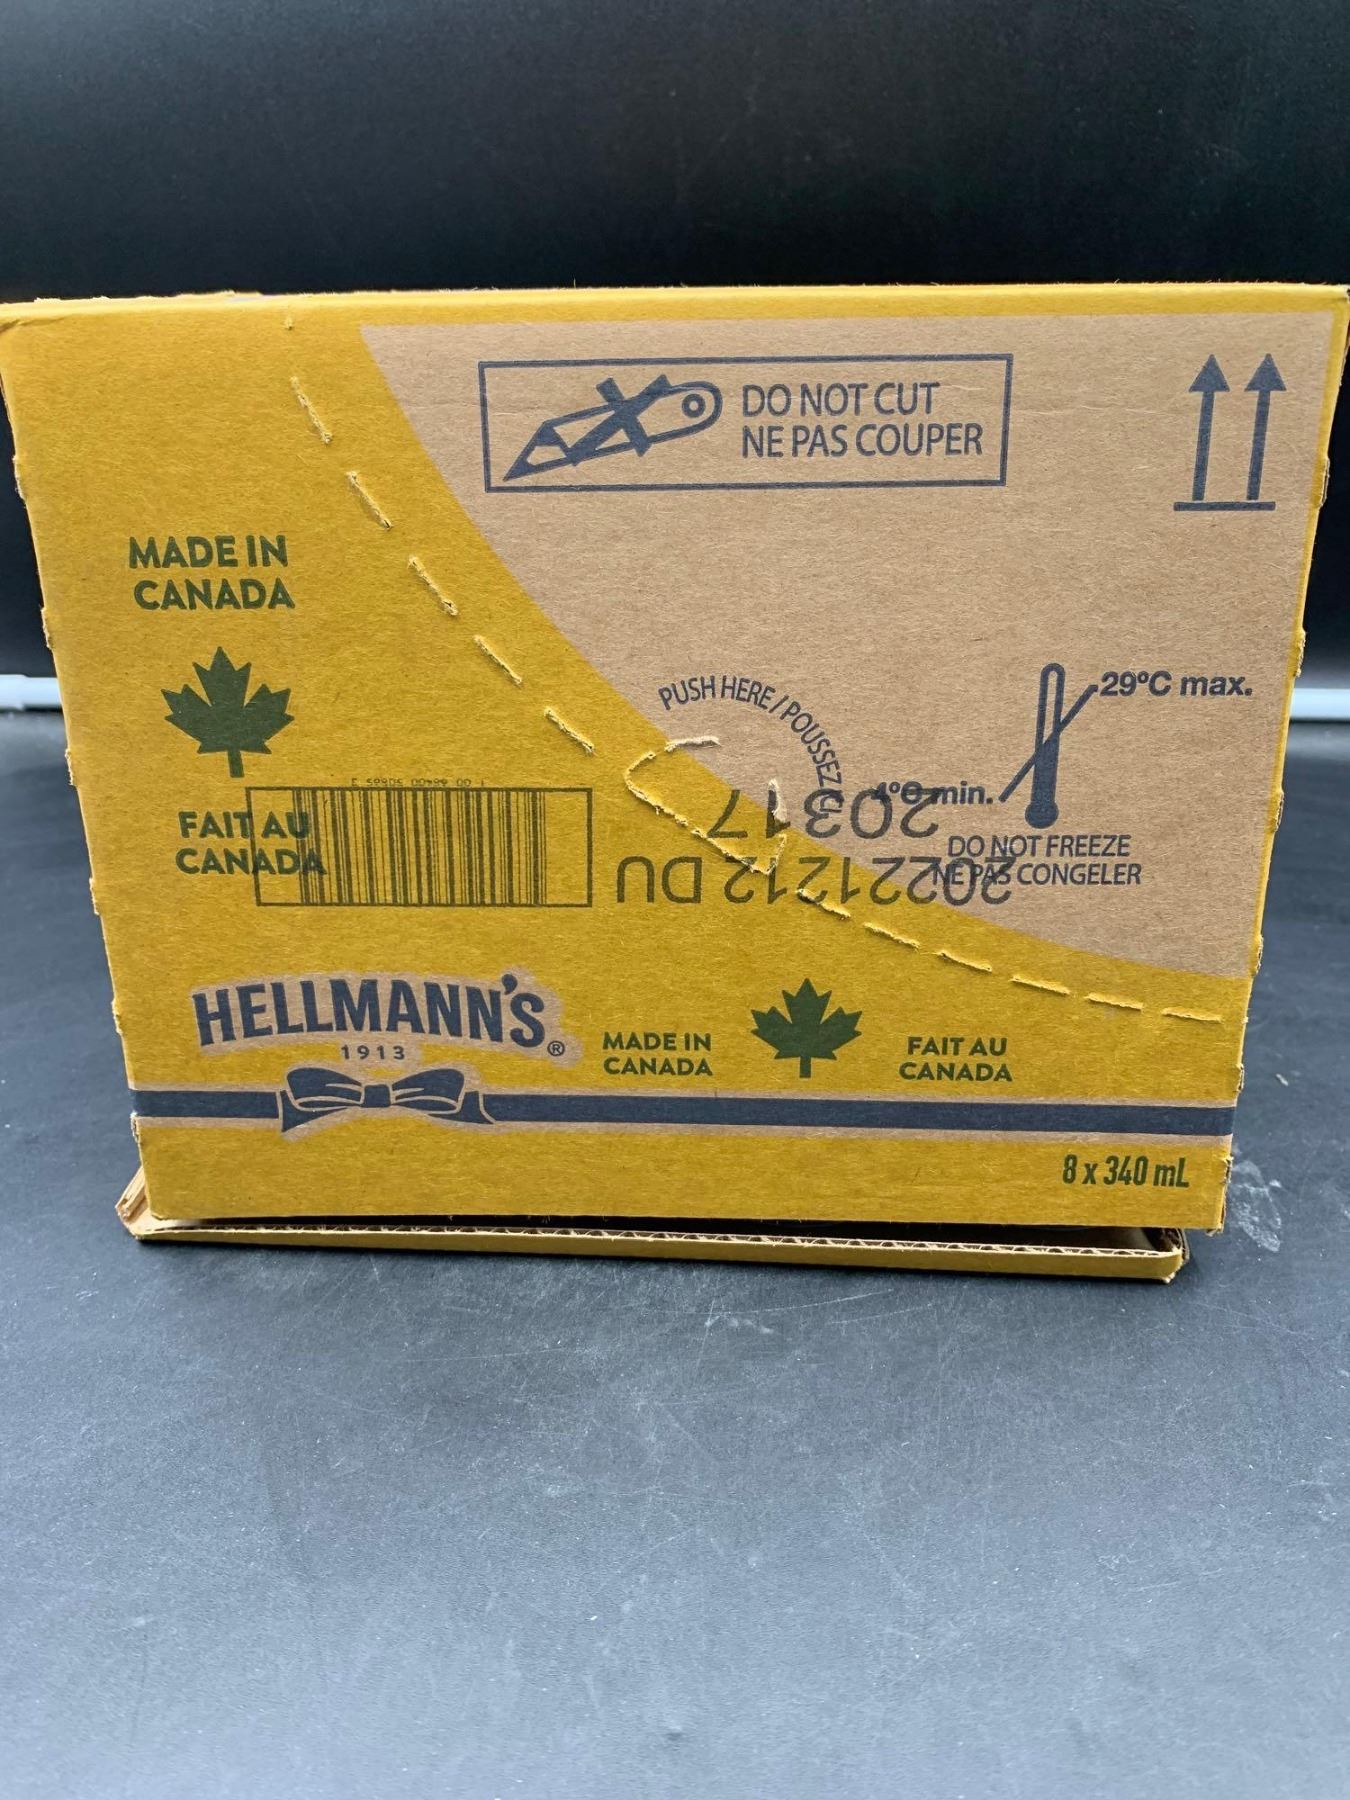 DO NOT CUT
NE PAS COUPER
MADE IN
CANADA
PUSH HERE / POUSSEZ ICI
29°C max.
4°C min.
DO NOT FREEZE
NE PAS CONGELER
FAIT AU
CANADA
20221212 DU
20317
HELLMANN'S®
1913
MADE IN
CANADA
FAIT AU
CANADA
8 x 340 mL